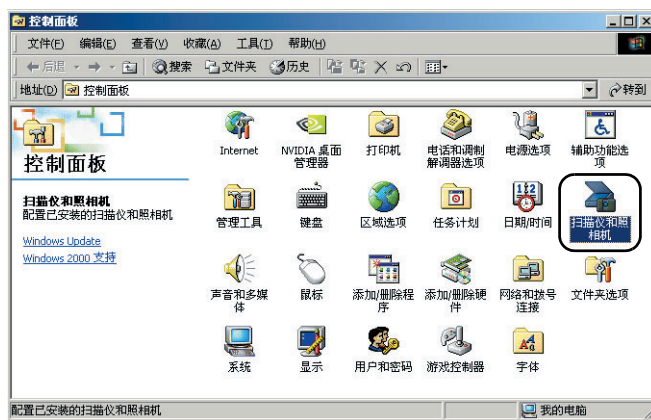 控制面板
文件(F) 编辑(E) 查看(V) 收藏(A) 工具(T) 帮助(H)
后退 搜索 文件夹 历史
地址(D) 控制面板 转到
控制面板
扫描仪和照相机
配置已安装的扫描仪和照相机
Windows Update
Windows 2000 支持
Internet
NVIDIA 桌面
管理器
打印机
电话和调制
解调器选项
电源选项
辅助功能选
项
管理工具
键盘
区域选项
任务计划
日期/时间
扫描仪和照
相机
声音和多媒
体
鼠标
添加/删除程
序
添加/删除硬
件
网络和拨号
连接
文件夹选项
系统
显示
用户和密码
游戏控制器
字体
配置已安装的扫描仪和照相机 我的电脑